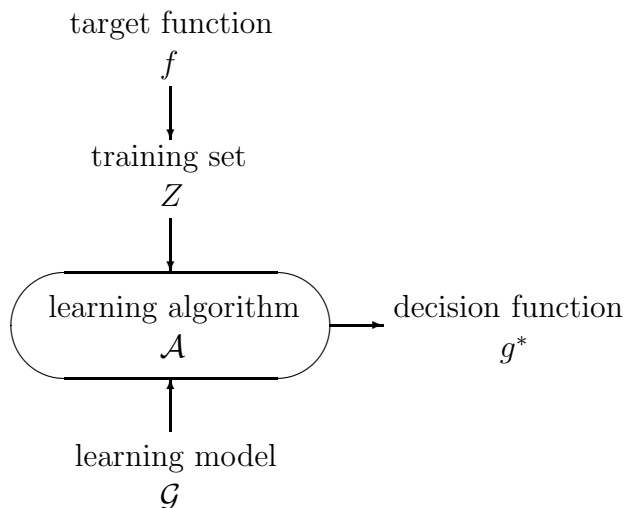 target function
f
training set
Z
learning algorithm
𝒜
decision function
g*
learning model
𝒢